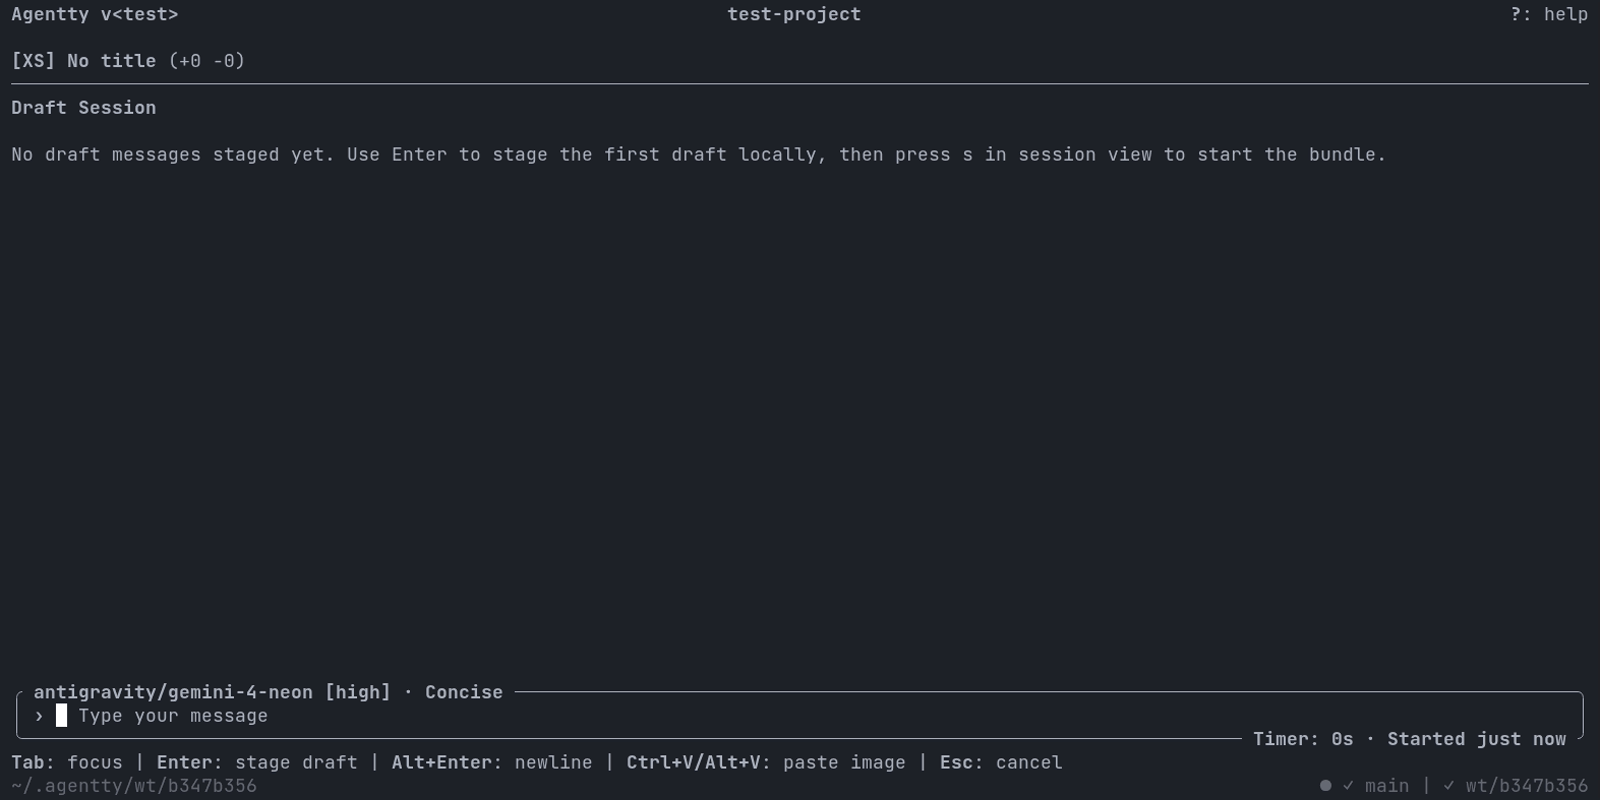 Agentty v<test> test-project ?: help
[XS] No title (+0 -0)
Draft Session
No draft messages staged yet. Use Enter to stage the first draft locally, then press s in session view to start the bundle.
antigravity/gemini-4-neon [high] · Concise
› Type your message
Timer: 0s · Started just now
Tab: focus | Enter: stage draft | Alt+Enter: newline | Ctrl+V/Alt+V: paste image | Esc: cancel
~/.agentty/wt/b347b356 ● ✓ main | ✓ wt/b347b356